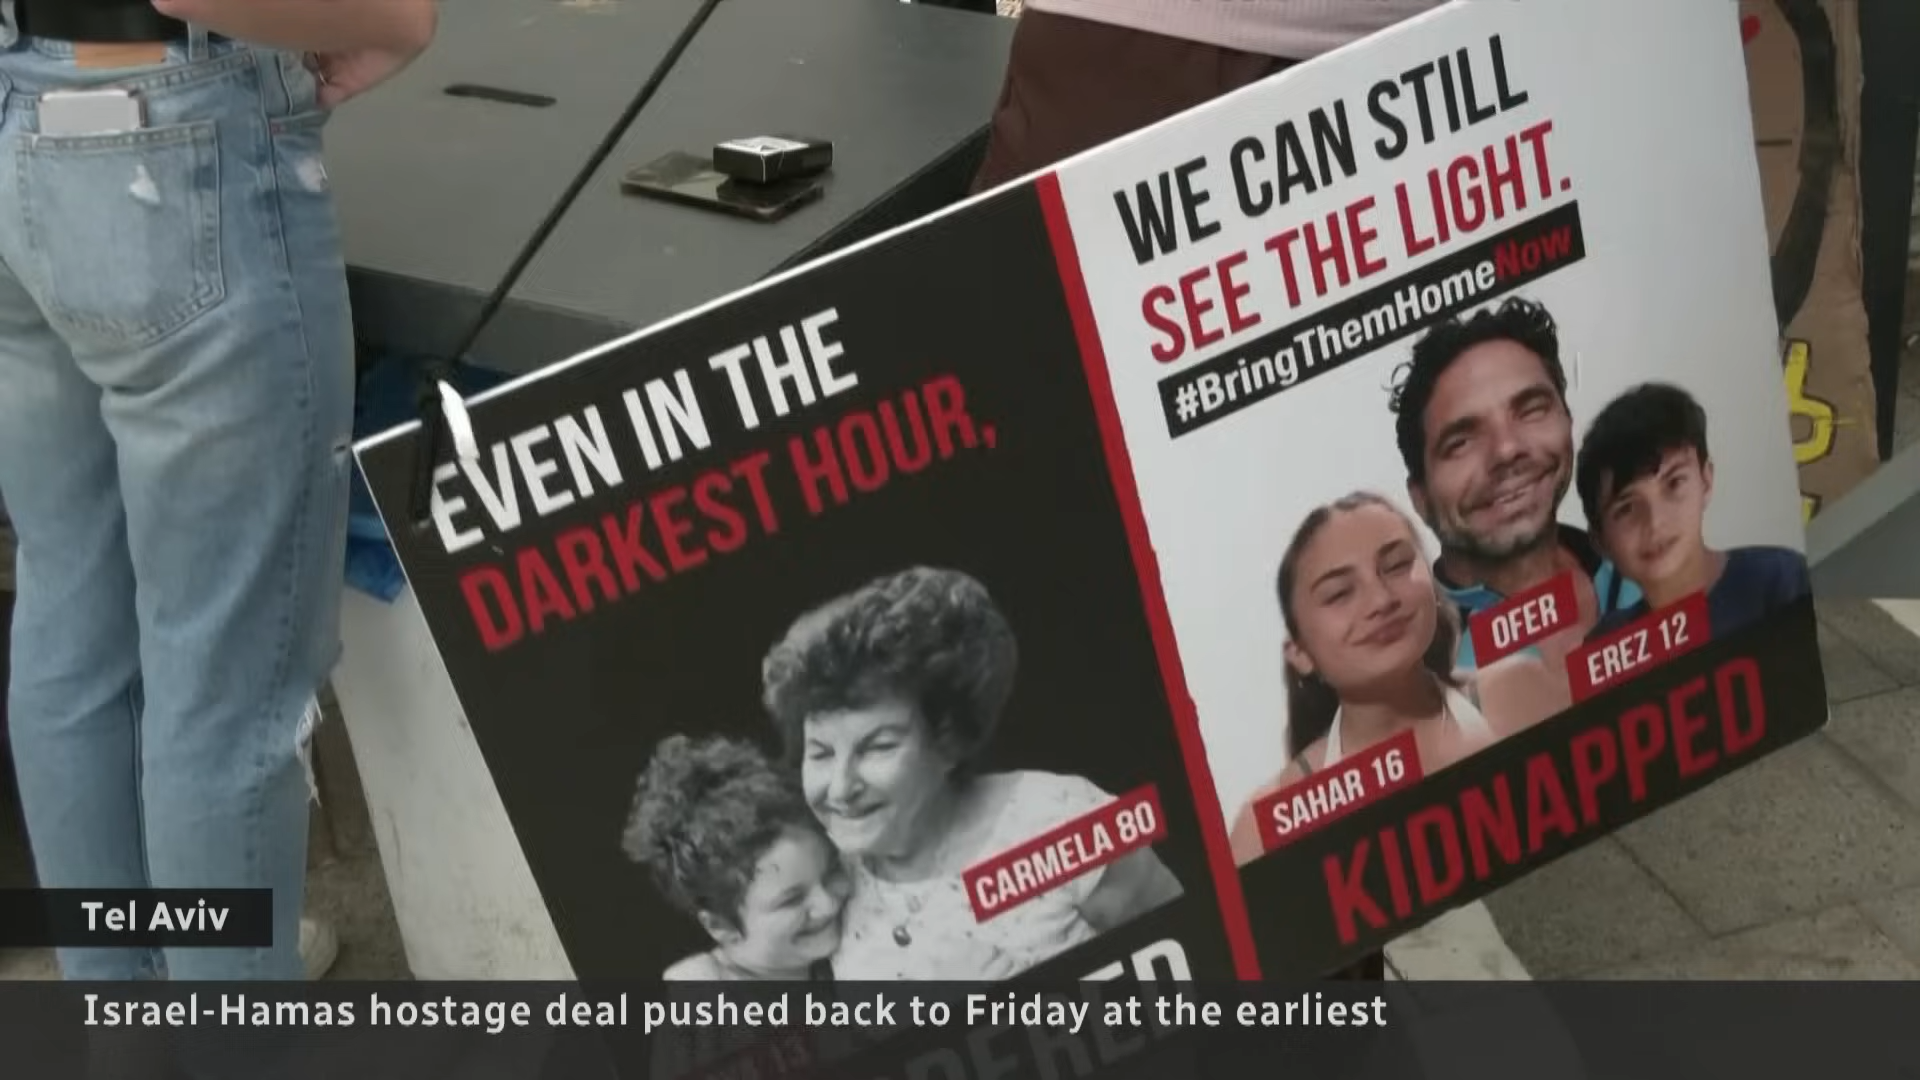 EVEN IN THE
DARKEST HOUR,
CARMELA 80
WE CAN STILL
SEE THE LIGHT.
#BringThemHomeNow
OFER
EREZ 12
SAHAR 16
KIDNAPPED
Tel Aviv
Israel-Hamas hostage deal pushed back to Friday at the earliest